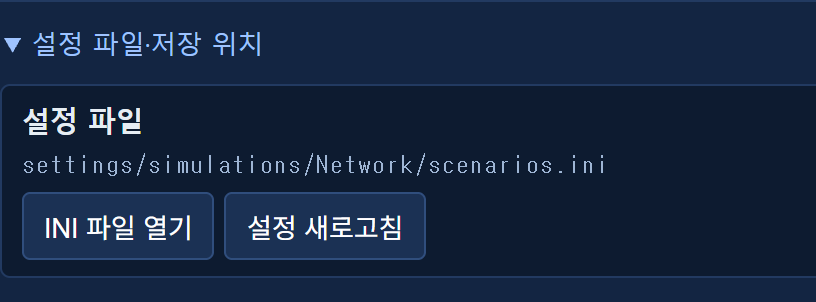 ▼ 설정 파일·저장 위치
설정 파일
settings/simulations/Network/scenarios.ini
INI 파일 열기 설정 새로고침